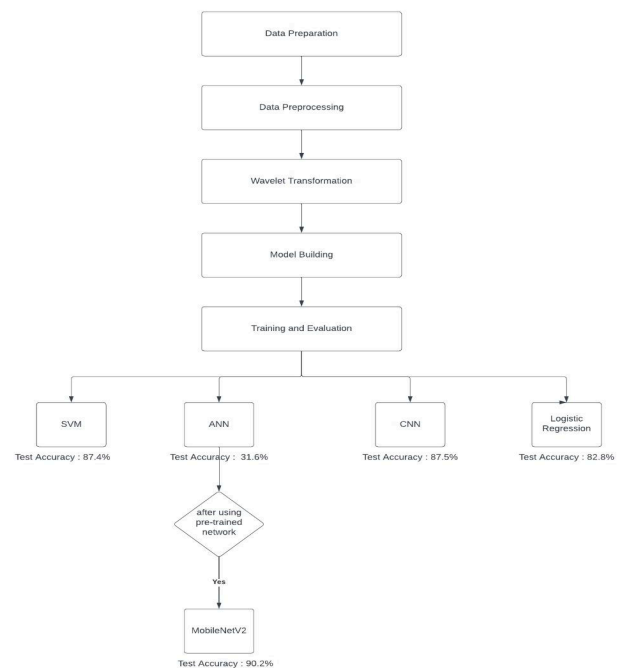 Data Preparation
Data Preprocessing
Wavelet Transformation
Model Building
Training and Evaluation
SVM
ANN
CNN
Logistic
Regression
Test Accuracy : 87.4%
Test Accuracy : 31.6%
Test Accuracy : 87.5%
Test Accuracy : 82.8%
after using
pre-trained
network
Yes
MobileNetV2
Test Accuracy : 90.2%